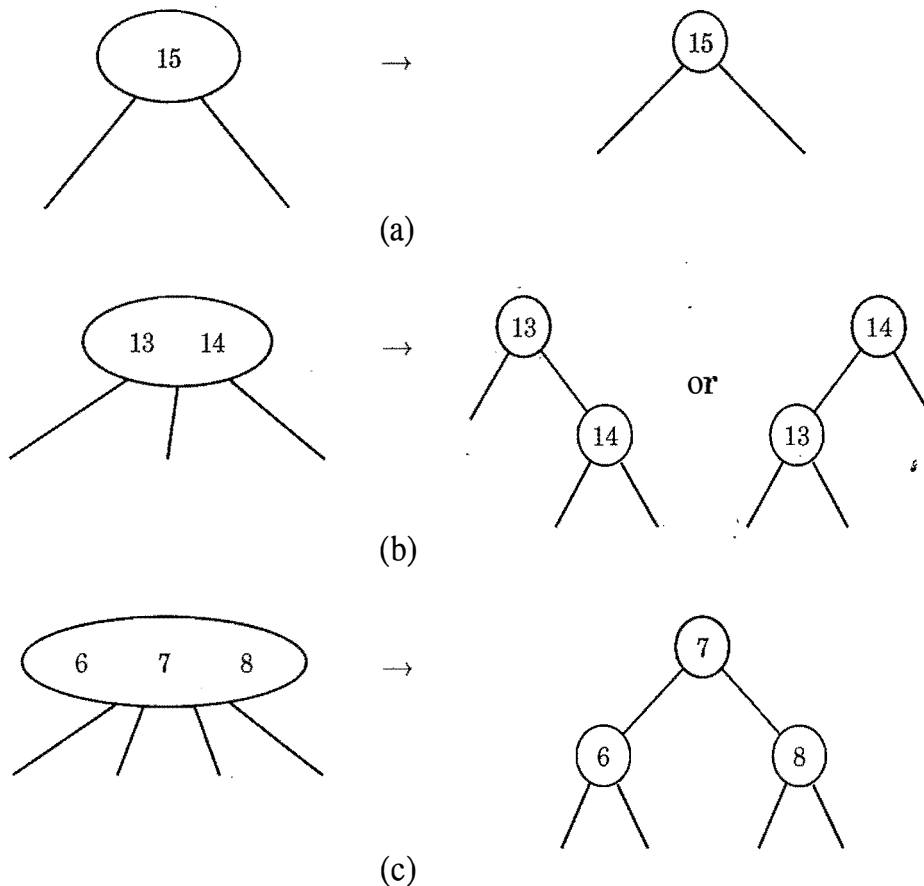 15 → 15
(a)
13 14 → 13 or 14
14 13
(b)
6 7 8 → 7
6 8
(c)